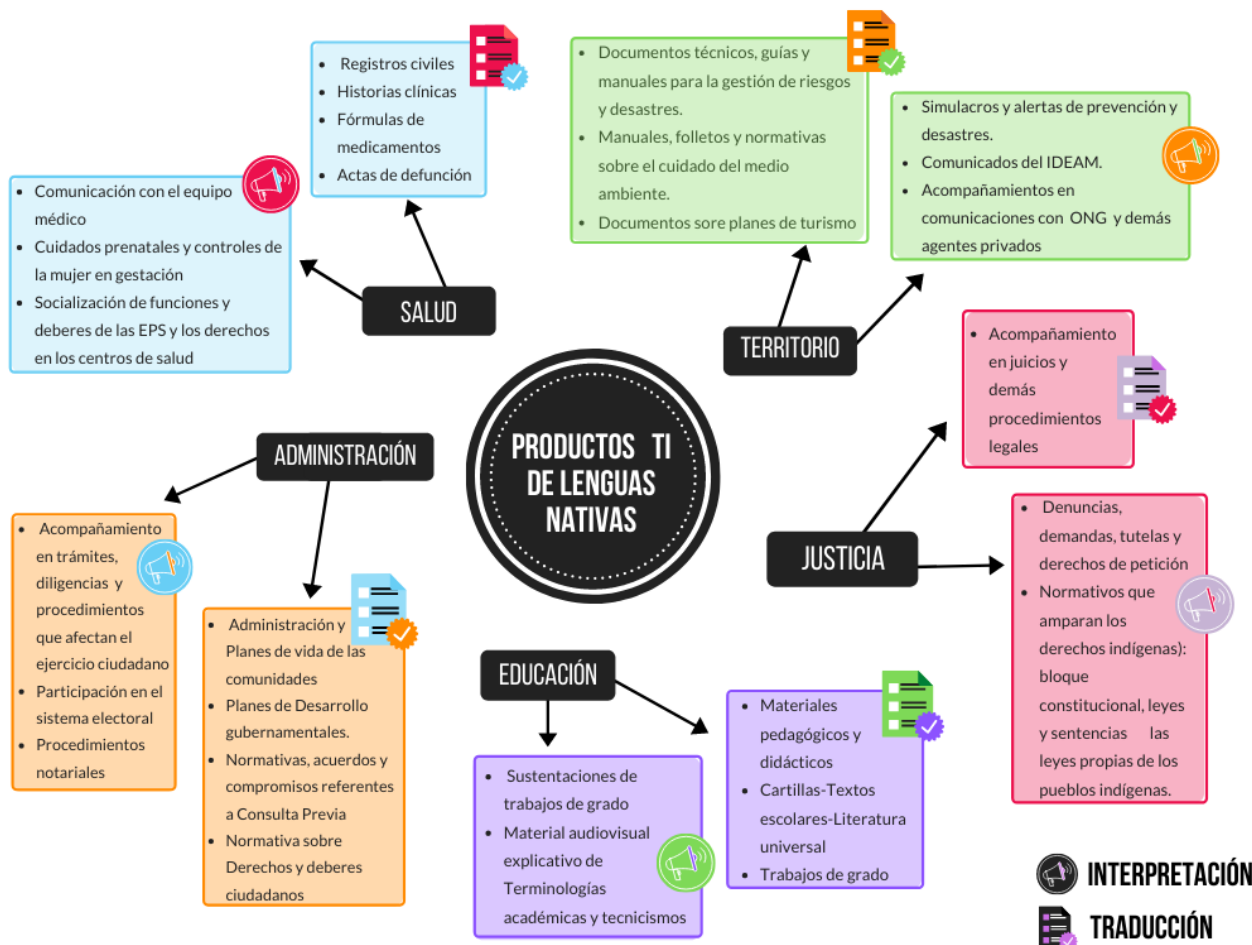 • Registros civiles
• Historias clínicas
• Fórmulas de
medicamentos
• Actas de defunción
• Comunicación con el equipo
médico
• Cuidados prenatales y controles de
la mujer en gestación
• Socialización de funciones y
deberes de las EPS y los derechos
en los centros de salud
SALUD
• Documentos técnicos, guías y
manuales para la gestión de riesgos
y desastres.
• Manuales, folletos y normativas
sobre el cuidado del medio
ambiente.
• Documentos sore planes de turismo
• Simulacros y alertas de prevención y
desastres.
• Comunicados del IDEAM.
• Acompañamientos en
comunicaciones con ONG y demás
agentes privados
TERRITORIO
• Acompañamiento
en juicios y
demás
procedimientos
legales
PRODUCTOS TI
DE LENGUAS
NATIVAS
ADMINISTRACIÓN
• Acompañamiento
en trámites,
diligencias y
procedimientos
que afectan el
ejercicio ciudadano
• Participación en el
sistema electoral
• Procedimientos
notariales
• Administración y
Planes de vida de las
comunidades
• Planes de Desarrollo
gubernamentales.
• Normativas, acuerdos y
compromisos referentes
a Consulta Previa
• Normativa sobre
Derechos y deberes
ciudadanos
JUSTICIA
• Denuncias,
demandas, tutelas y
derechos de petición
• Normativos que
amparan los
derechos indígenas):
bloque
constitucional, leyes
y sentencias las
leyes propias de los
pueblos indígenas.
EDUCACIÓN
• Sustentaciones de
trabajos de grado
• Material audiovisual
explicativo de
Terminologías
académicas y tecnicismos
• Materiales
pedagógicos y
didácticos
• Cartillas-Textos
escolares-Literatura
universal
• Trabajos de grado
INTERPRETACIÓN
TRADUCCIÓN